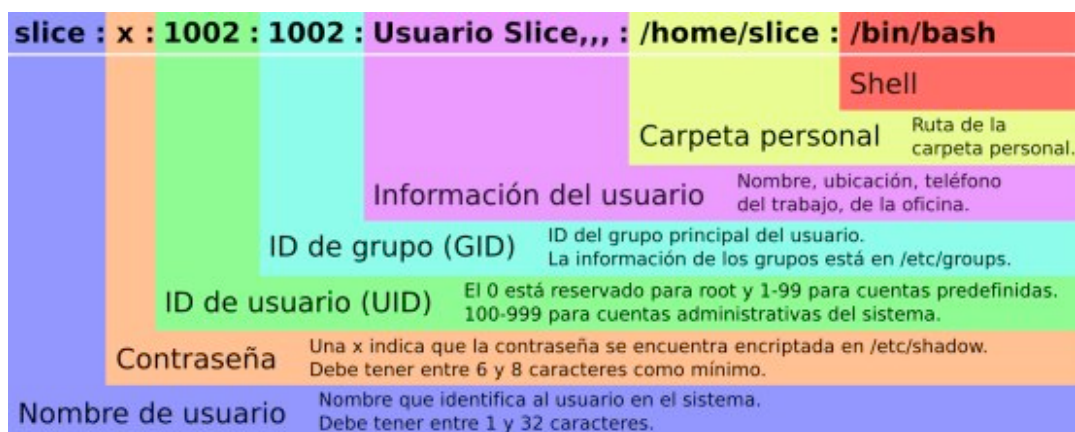 slice : x : 1002 : 1002 : Usuario Slice,,, : /home/slice : /bin/bash
Shell
Carpeta personal
Ruta de la
carpeta personal.
Información del usuario
Nombre, ubicación, teléfono
del trabajo, de la oficina.
ID de grupo (GID)
ID del grupo principal del usuario.
La información de los grupos está en /etc/groups.
ID de usuario (UID)
El 0 está reservado para root y 1-99 para cuentas predefinidas.
100-999 para cuentas administrativas del sistema.
Contraseña
Una x indica que la contraseña se encuentra encriptada en /etc/shadow.
Debe tener entre 6 y 8 caracteres como mínimo.
Nombre de usuario
Nombre que identifica al usuario en el sistema.
Debe tener entre 1 y 32 caracteres.